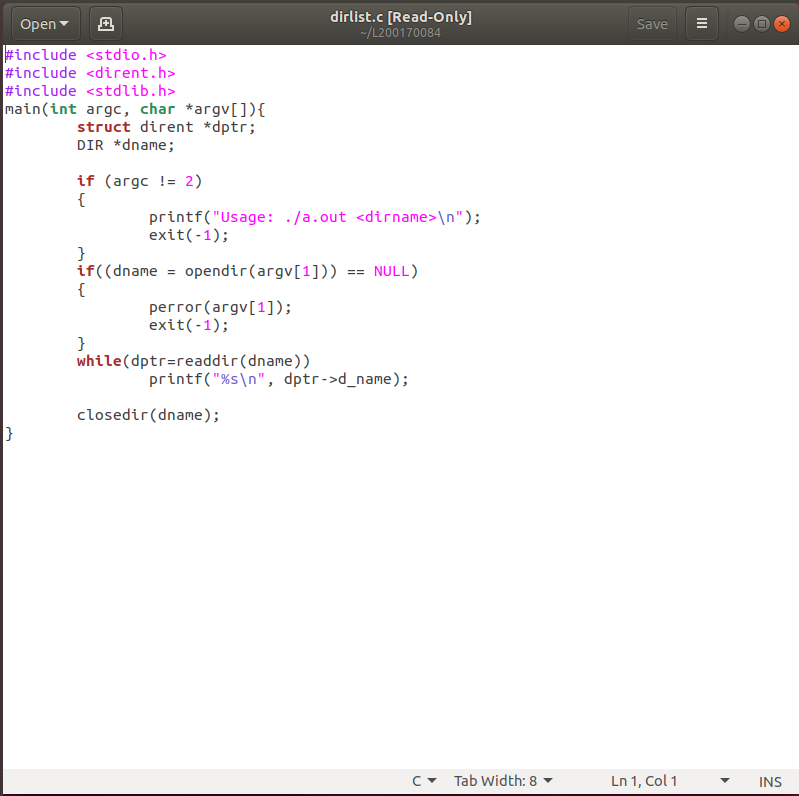 Open
dirlist.c [Read-Only]
~/L200170084
Save
#include <stdio.h>
#include <dirent.h>
#include <stdlib.h>
main(int argc, char *argv[]){
        struct dirent *dptr;
        DIR *dname;

        if (argc != 2)
        {
                printf("Usage: ./a.out <dirname>\n");
                exit(-1);
        }
        if((dname = opendir(argv[1])) == NULL)
        {
                perror(argv[1]);
                exit(-1);
        }
        while(dptr=readdir(dname))
                printf("%s\n", dptr->d_name);

        closedir(dname);
}
C Tab Width: 8 Ln 1, Col 1 INS